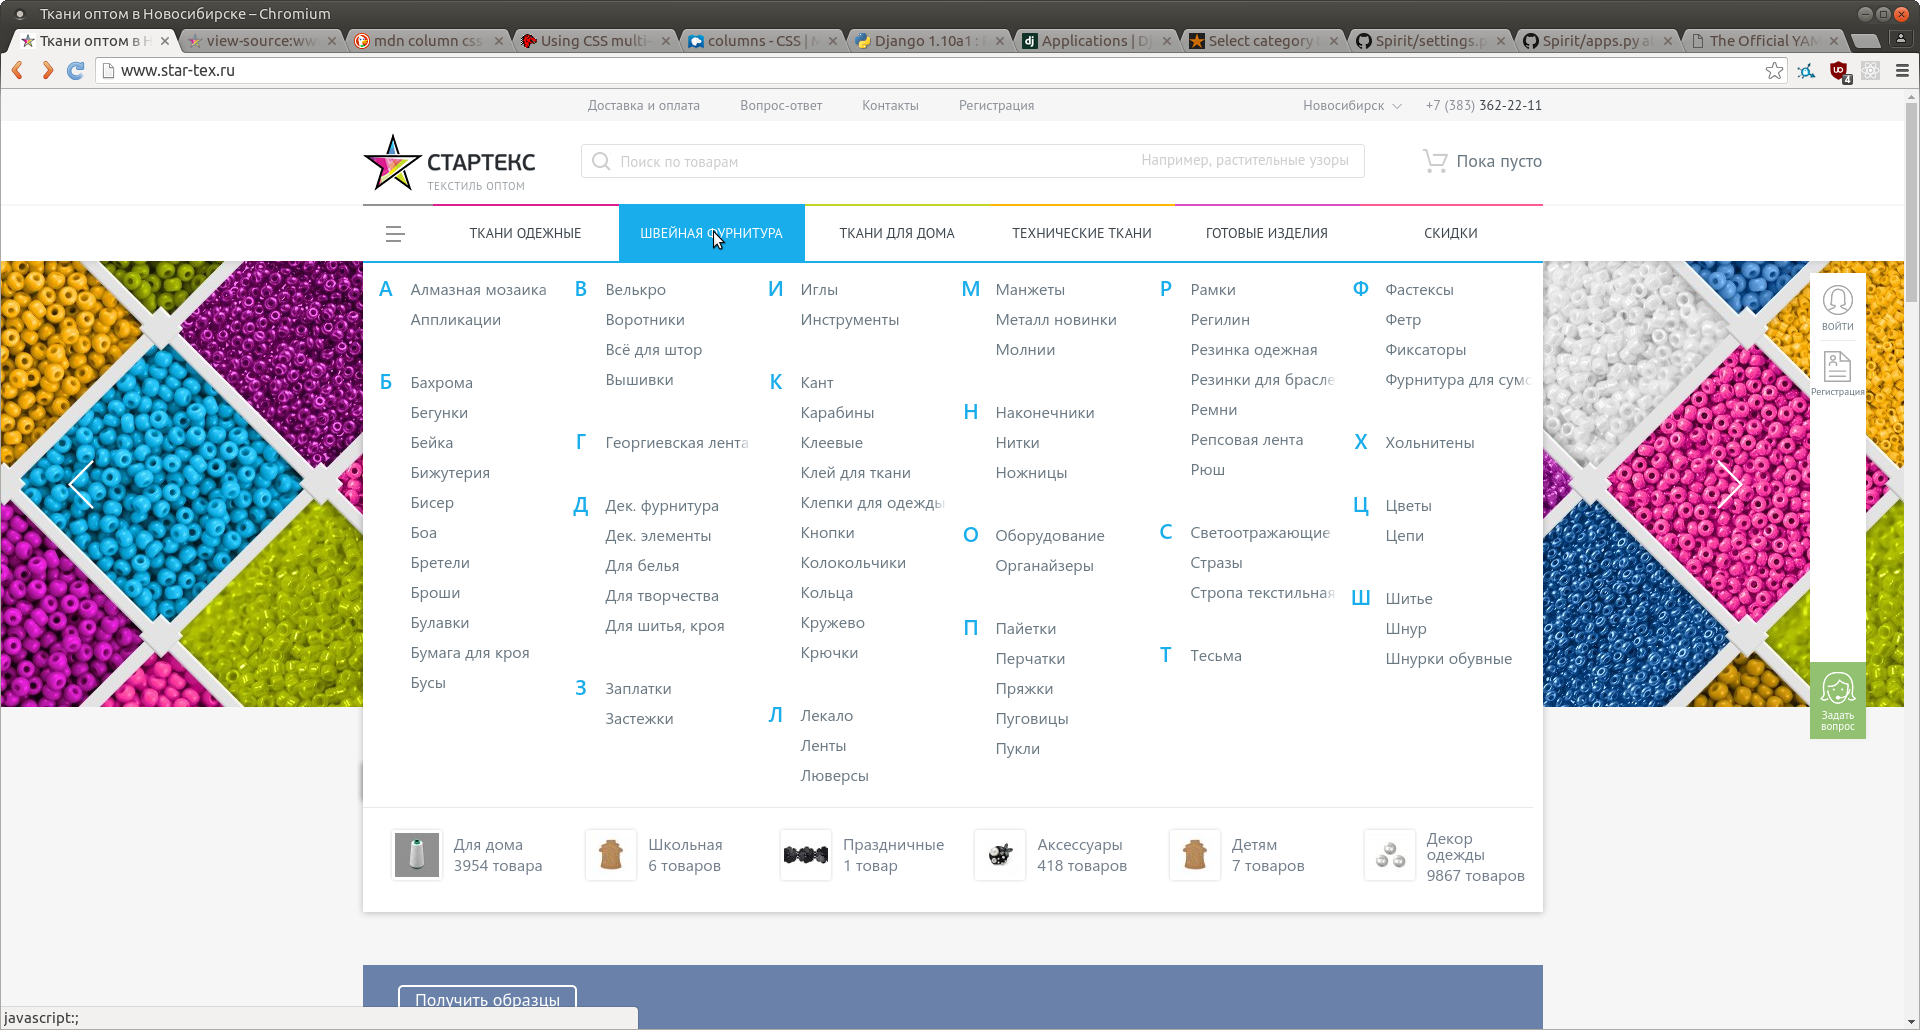 Ткани оптом в Новосибирске – Chromium
Ткани оптом в Н
view-source:ww
mdn column css
Using CSS multi-
columns - CSS | M
Django 1.10a1 :
Applications | Dj
Select category
Spirit/settings.p
Spirit/apps.py a
The Official YAM
www.star-tex.ru
4
Доставка и оплата
Вопрос-ответ
Контакты
Регистрация
Новосибирск
+7 (383) 362-22-11
СТАРТЕКС
ТЕКСТИЛЬ ОПТОМ
Поиск по товарам
Например, растительные узоры
Пока пусто
ТКАНИ ОДЕЖНЫЕ
ШВЕЙНАЯ ФУРНИТУРА
ТКАНИ ДЛЯ ДОМА
ТЕХНИЧЕСКИЕ ТКАНИ
ГОТОВЫЕ ИЗДЕЛИЯ
СКИДКИ
А
Алмазная мозаика
Аппликации
Б
Бахрома
Бегунки
Бейка
Бижутерия
Бисер
Боа
Бретели
Броши
Булавки
Бумага для кроя
Бусы
В
Велькро
Воротники
Всё для штор
Вышивки
Г
Георгиевская лента
Д
Дек. фурнитура
Дек. элементы
Для белья
Для творчества
Для шитья, кроя
З
Заплатки
Застежки
И
Иглы
Инструменты
К
Кант
Карабины
Клеевые
Клей для ткани
Клепки для одежды
Кнопки
Колокольчики
Кольца
Кружево
Крючки
Л
Лекало
Ленты
Люверсы
М
Манжеты
Металл новинки
Молнии
Н
Наконечники
Нитки
Ножницы
О
Оборудование
Органайзеры
П
Пайетки
Перчатки
Пряжки
Пуговицы
Пукли
Р
Рамки
Регилин
Резинка одежная
Резинки для брасле
Ремни
Репсовая лента
Рюш
С
Светоотражающие
Стразы
Стропа текстильная
Т
Тесьма
Ф
Фастексы
Фетр
Фиксаторы
Фурнитура для сумо
Х
Хольнитены
Ц
Цветы
Цепи
Ш
Шитье
Шнур
Шнурки обувные
Для дома
3954 товара
Школьная
6 товаров
Праздничные
1 товар
Аксессуары
418 товаров
Детям
7 товаров
Декор
одежды
9867 товаров
ВОЙТИ
Регистрация
Задать
вопрос
Получить образцы
javascript:;